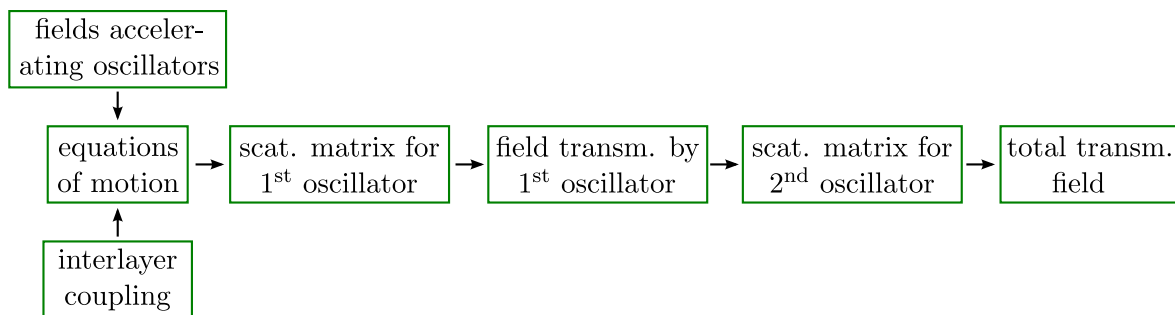 fields acceler-
ating oscillators
equations
of motion
scat. matrix for
1st oscillator
field transm. by
1st oscillator
scat. matrix for
2nd oscillator
total transm.
field
interlayer
coupling